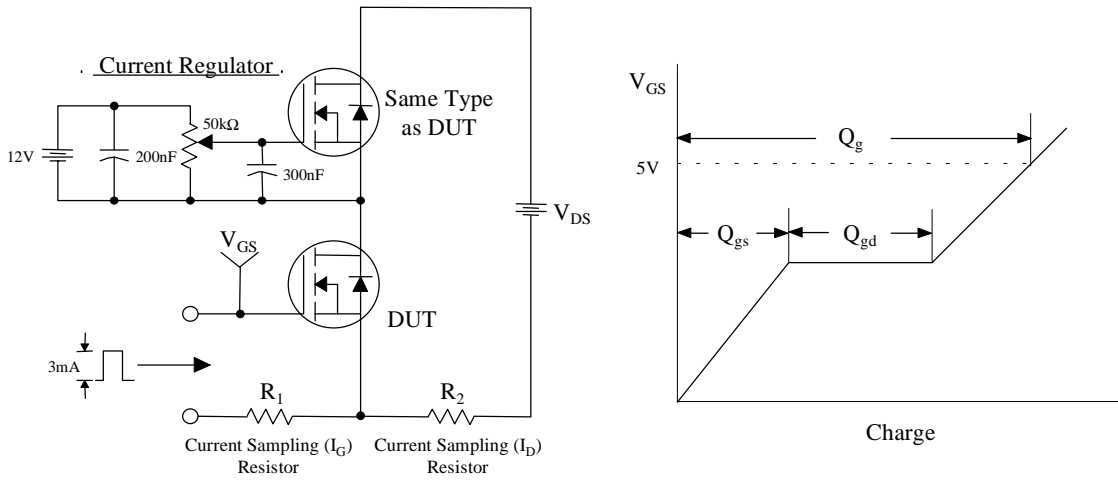 . Current Regulator .
12V
200nF
50kΩ
300nF
Same Type
as DUT
V_DS
V_GS
DUT
3mA
R_1
R_2
Current Sampling (I_G)
Resistor
Current Sampling (I_D)
Resistor
V_GS
Q_g
5V
Q_gs
Q_gd
Charge